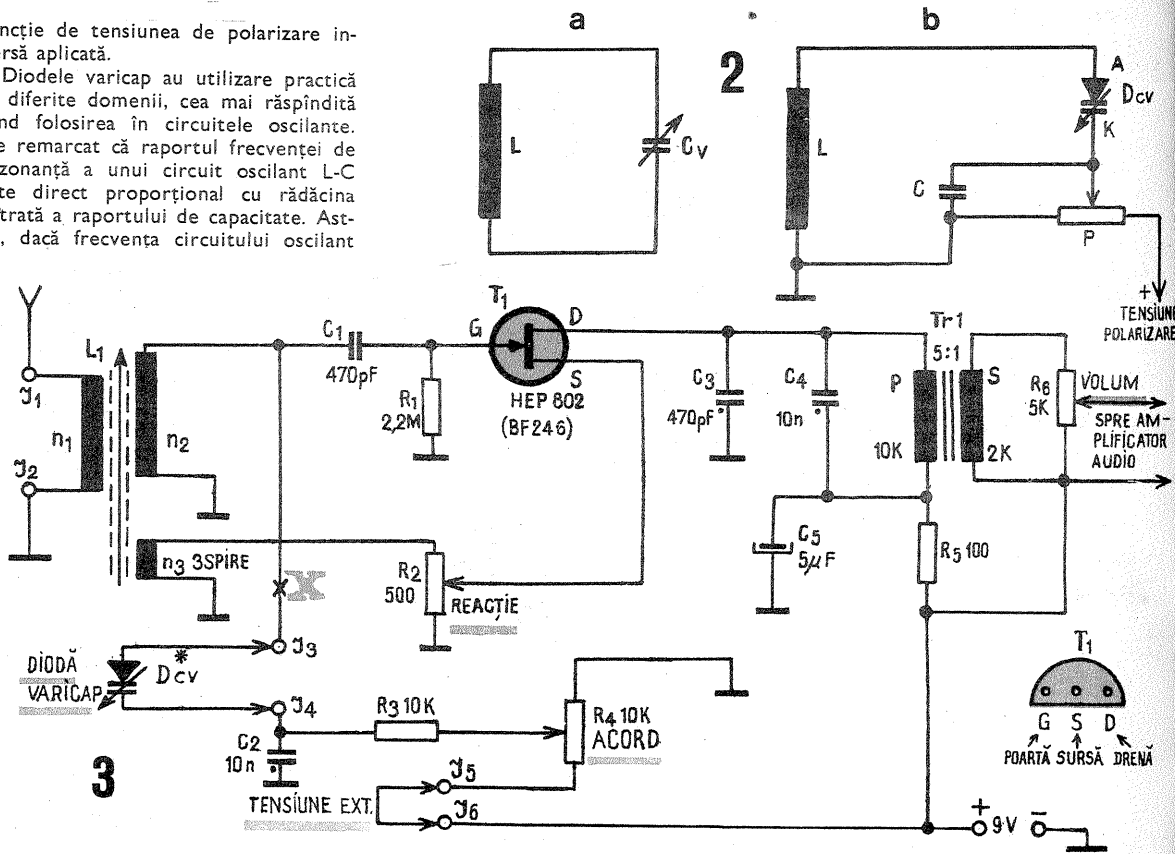 ncție de tensiunea de polarizare in-
ersă aplicată.
Diodele varicap au utilizare practică
diferite domenii, cea mai răspîndită
nd folosirea în circuitele oscilante.
e remarcat că raportul frecvenței de
zonanță a unui circuit oscilant L-C
te direct proporțional cu rădăcina
trată a raportului de capacitate. Ast-
, dacă frecvența circuitului oscilant
a
L
Cv
2
b
A
Dcv
K
L
C
P
+
TENSIUNE
POLARIZARE
J1
J2
L1
n1
n2
n3 3SPIRE
C1
470pF
R1
2,2M
T1
G
D
S
HEP 802
(BF246)
C3
470pF
C4
10n
Tr1
5:1
P
S
10K
2K
R6
5K
VOLUM
SPRE AM-
PLIFICATOR
AUDIO
C5
5µF
R5 100
R2
500
REACȚIE
X
J3
DIODĂ
VARICAP
*
Dcv
J4
C2
10n
R3 10K
R4 10K
ACORD
J5
TENSIUNE EXT.
J6
3
T1
G S D
POARTĂ SURSĂ DRENĂ
+ 9V –